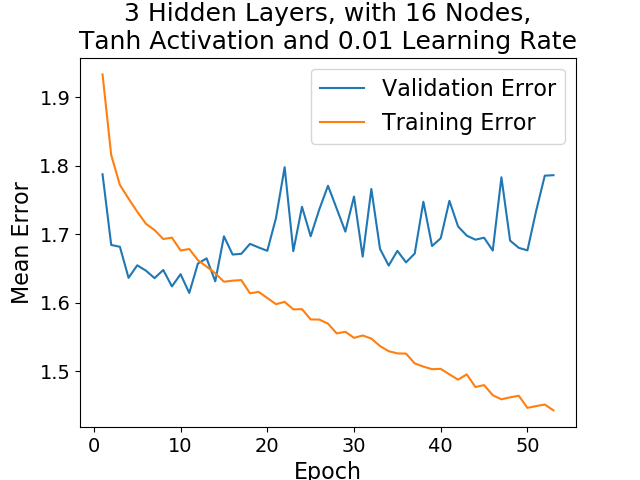 3 Hidden Layers, with 16 Nodes,
Tanh Activation and 0.01 Learning Rate
Validation Error
Training Error
Mean Error
1.9
1.8
1.7
1.6
1.5
0 10 20 30 40 50
Epoch